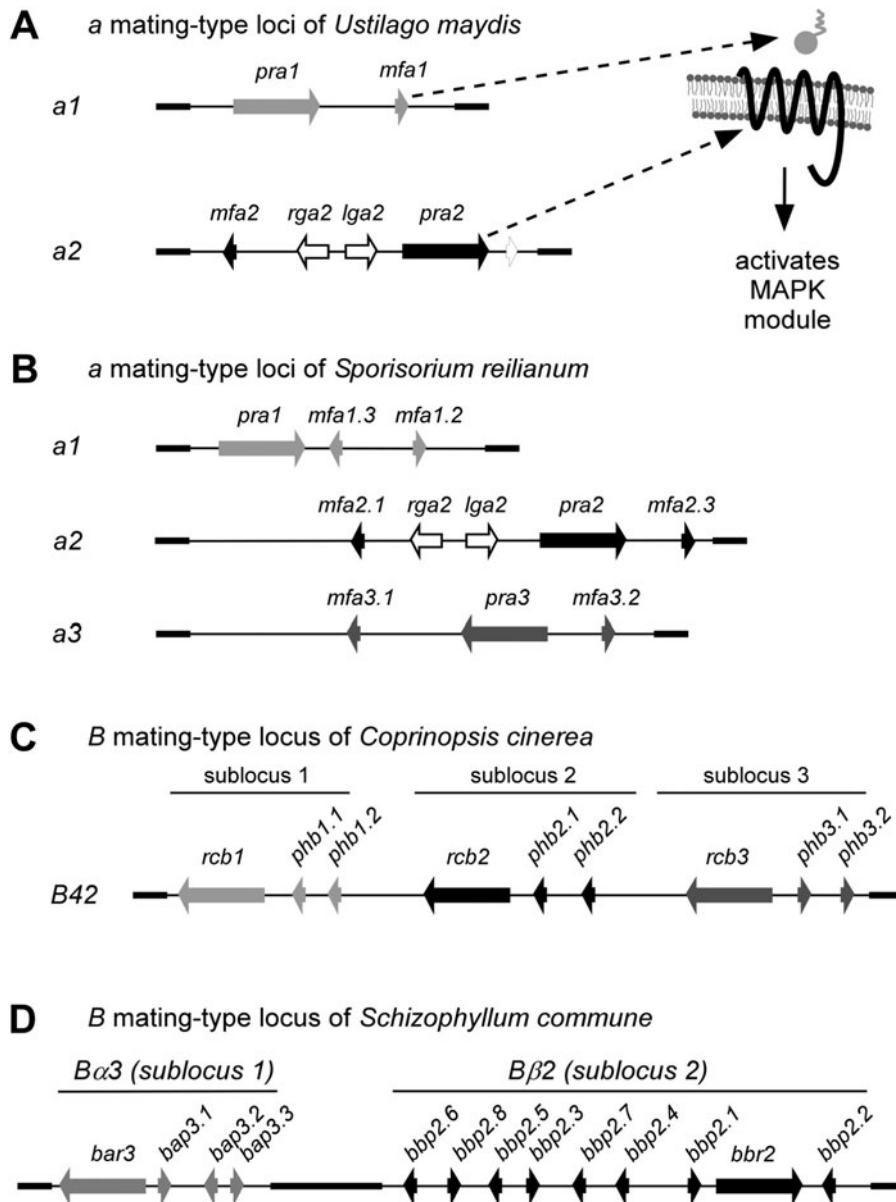 A a mating-type loci of Ustilago maydis
pra1 mfa1
a1
mfa2 rga2 lga2 pra2
a2
activates
MAPK
module
B a mating-type loci of Sporisorium reilianum
pra1 mfa1.3 mfa1.2
a1
mfa2.1 rga2 lga2 pra2 mfa2.3
a2
mfa3.1 pra3 mfa3.2
a3
C B mating-type locus of Coprinopsis cinerea
sublocus 1 sublocus 2 sublocus 3
rcb1 phb1.1 phb1.2 rcb2 phb2.1 phb2.2 rcb3 phb3.1 phb3.2
B42
D B mating-type locus of Schizophyllum commune
Bα3 (sublocus 1) Bβ2 (sublocus 2)
bar3 bap3.1 bap3.2 bap3.3 bbp2.6 bbp2.8 bbp2.5 bbp2.3 bbp2.7 bbp2.4 bbp2.1 bbr2 bbp2.2